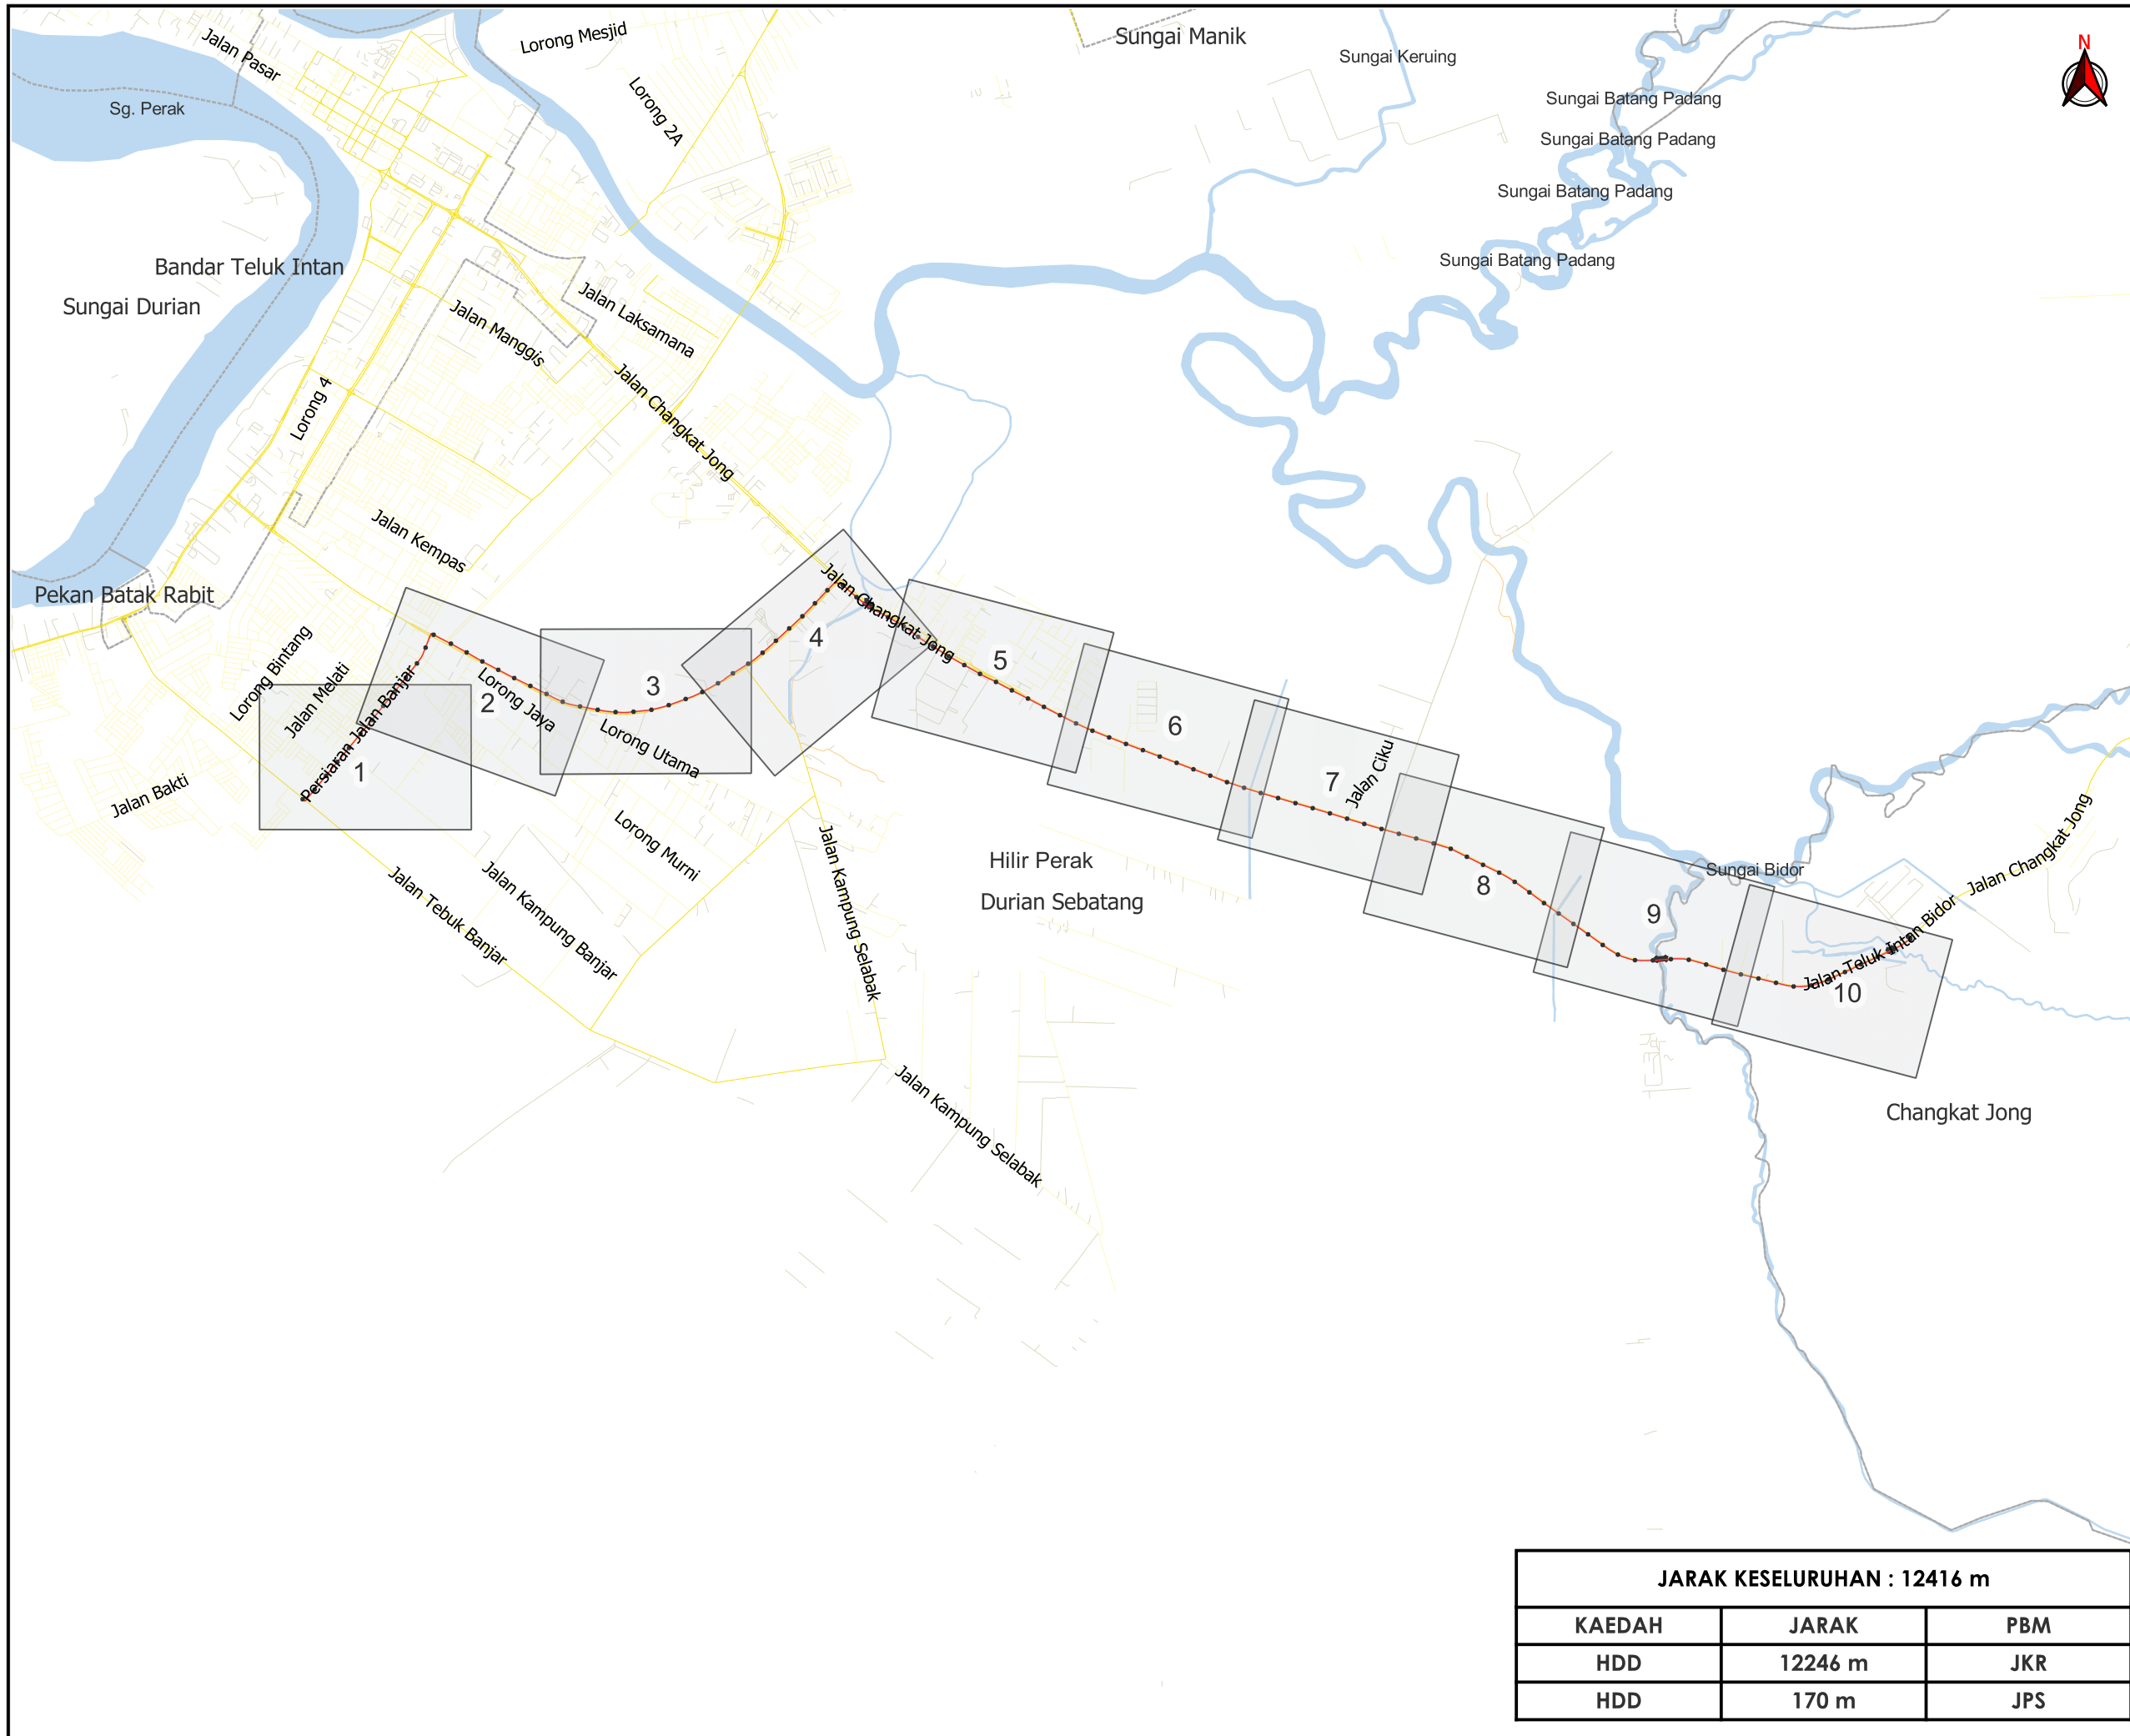 Lorong Mesjid
Sungai Manik
Jalan Pasar
Sungai Keruing
N
Sg. Perak
Lorong 2A
Sungai Batang Padang
Sungai Batang Padang
Sungai Batang Padang
Sungai Batang Padang
Bandar Teluk Intan
Sungai Durian
Jalan Laksamana
Jalan Manggis
Jalan Changkat Jong
Lorong 4
Jalan Kempas
Pekan Batak Rabit
Jalan Changkat Jong
Lorong Bintang
Jalan Melati
Persiaran Jalan Banjar
Lorong Jaya
Lorong Utama
1
2
3
4
5
6
7
8
9
10
Jalan Ciku
Jalan Bakti
Lorong Murni
Jalan Kampung Selabak
Jalan Tebuk Banjar
Jalan Kampung Banjar
Hilir Perak
Durian Sebatang
Sungai Bidor
Jalan Changkat Jong
Jalan Teluk Intan Bidor
Jalan Kampung Selabak
Changkat Jong
JARAK KESELURUHAN : 12416 m
KAEDAH JARAK PBM
HDD 12246 m JKR
HDD 170 m JPS